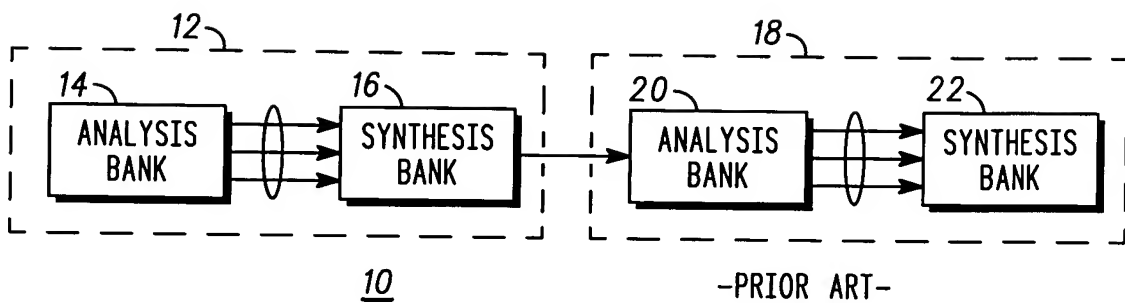 12
18
14
16
20
22
ANALYSIS
BANK
SYNTHESIS
BANK
ANALYSIS
BANK
SYNTHESIS
BANK
10
-PRIOR ART-